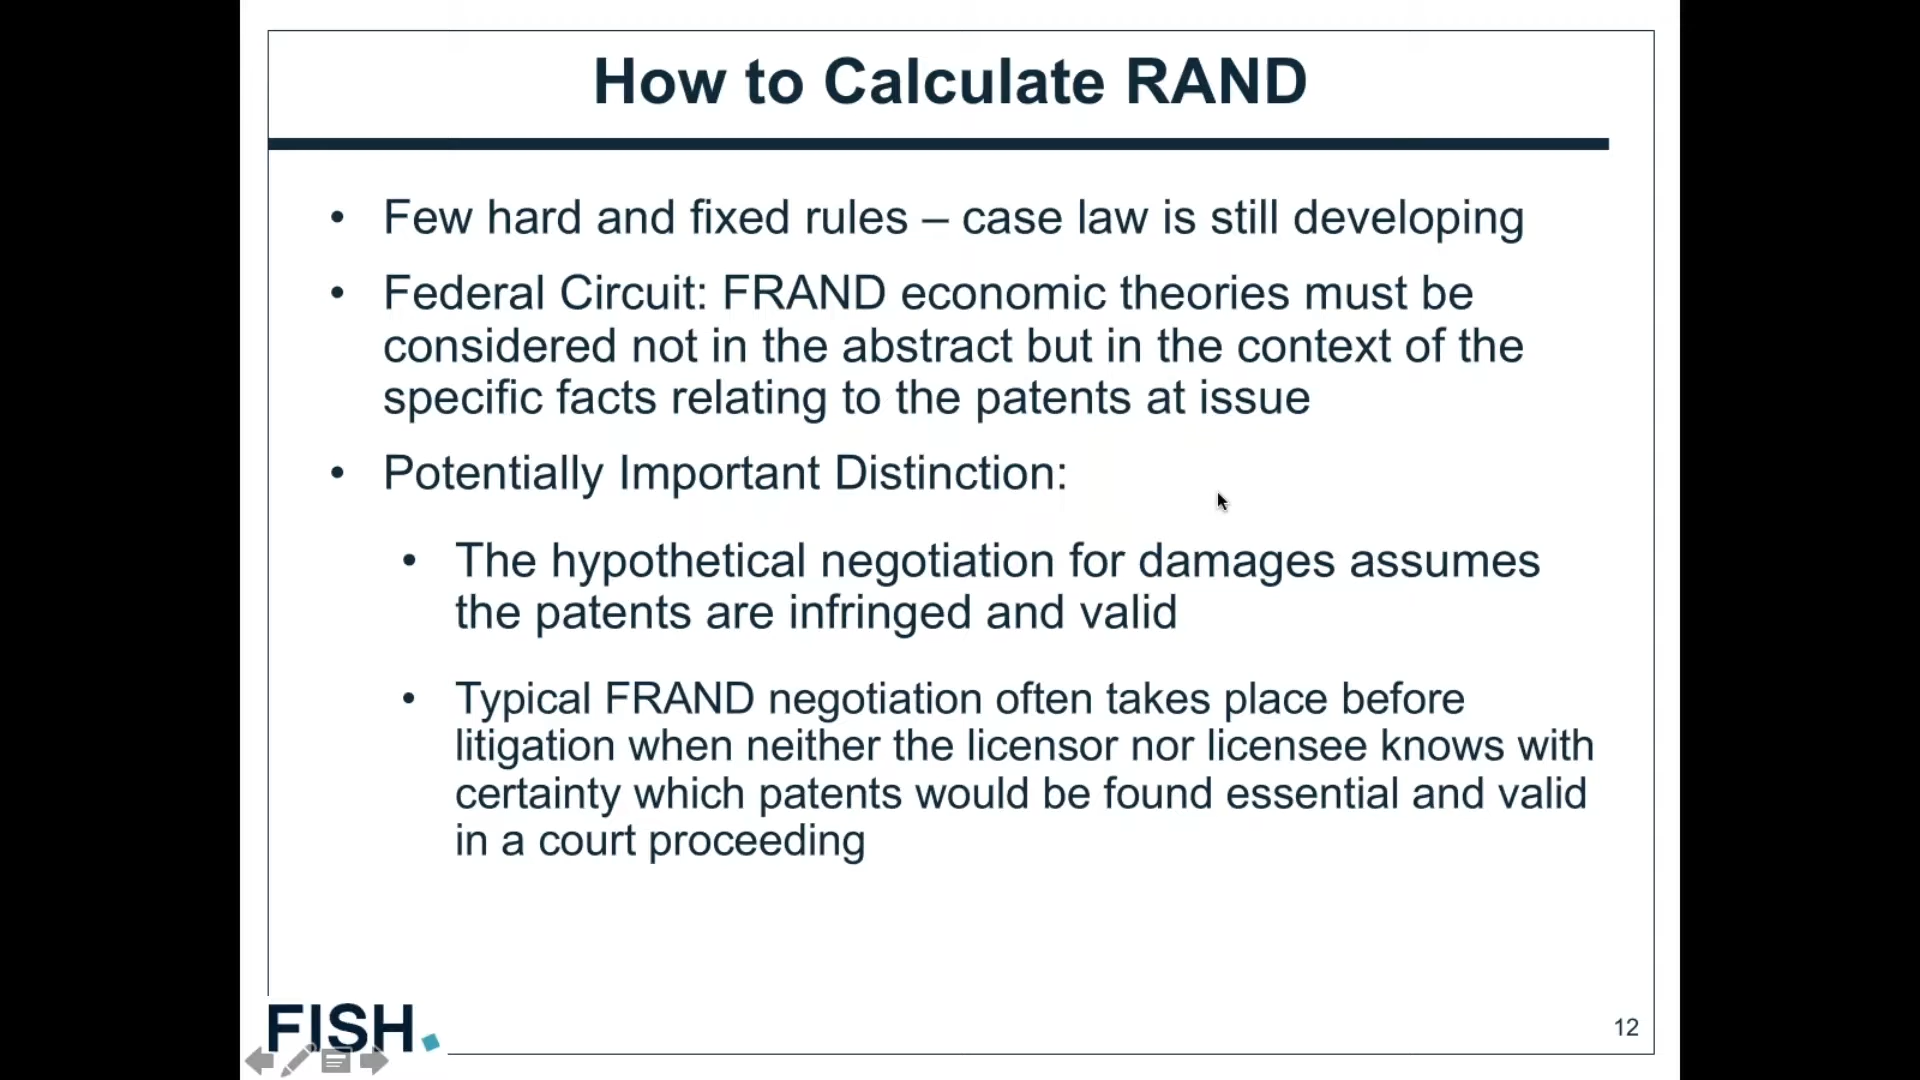 How to Calculate RAND
• Few hard and fixed rules – case law is still developing
• Federal Circuit: FRAND economic theories must be
considered not in the abstract but in the context of the
specific facts relating to the patents at issue
• Potentially Important Distinction:
• The hypothetical negotiation for damages assumes
the patents are infringed and valid
• Typical FRAND negotiation often takes place before
litigation when neither the licensor nor licensee knows with
certainty which patents would be found essential and valid
in a court proceeding
FISH.
12